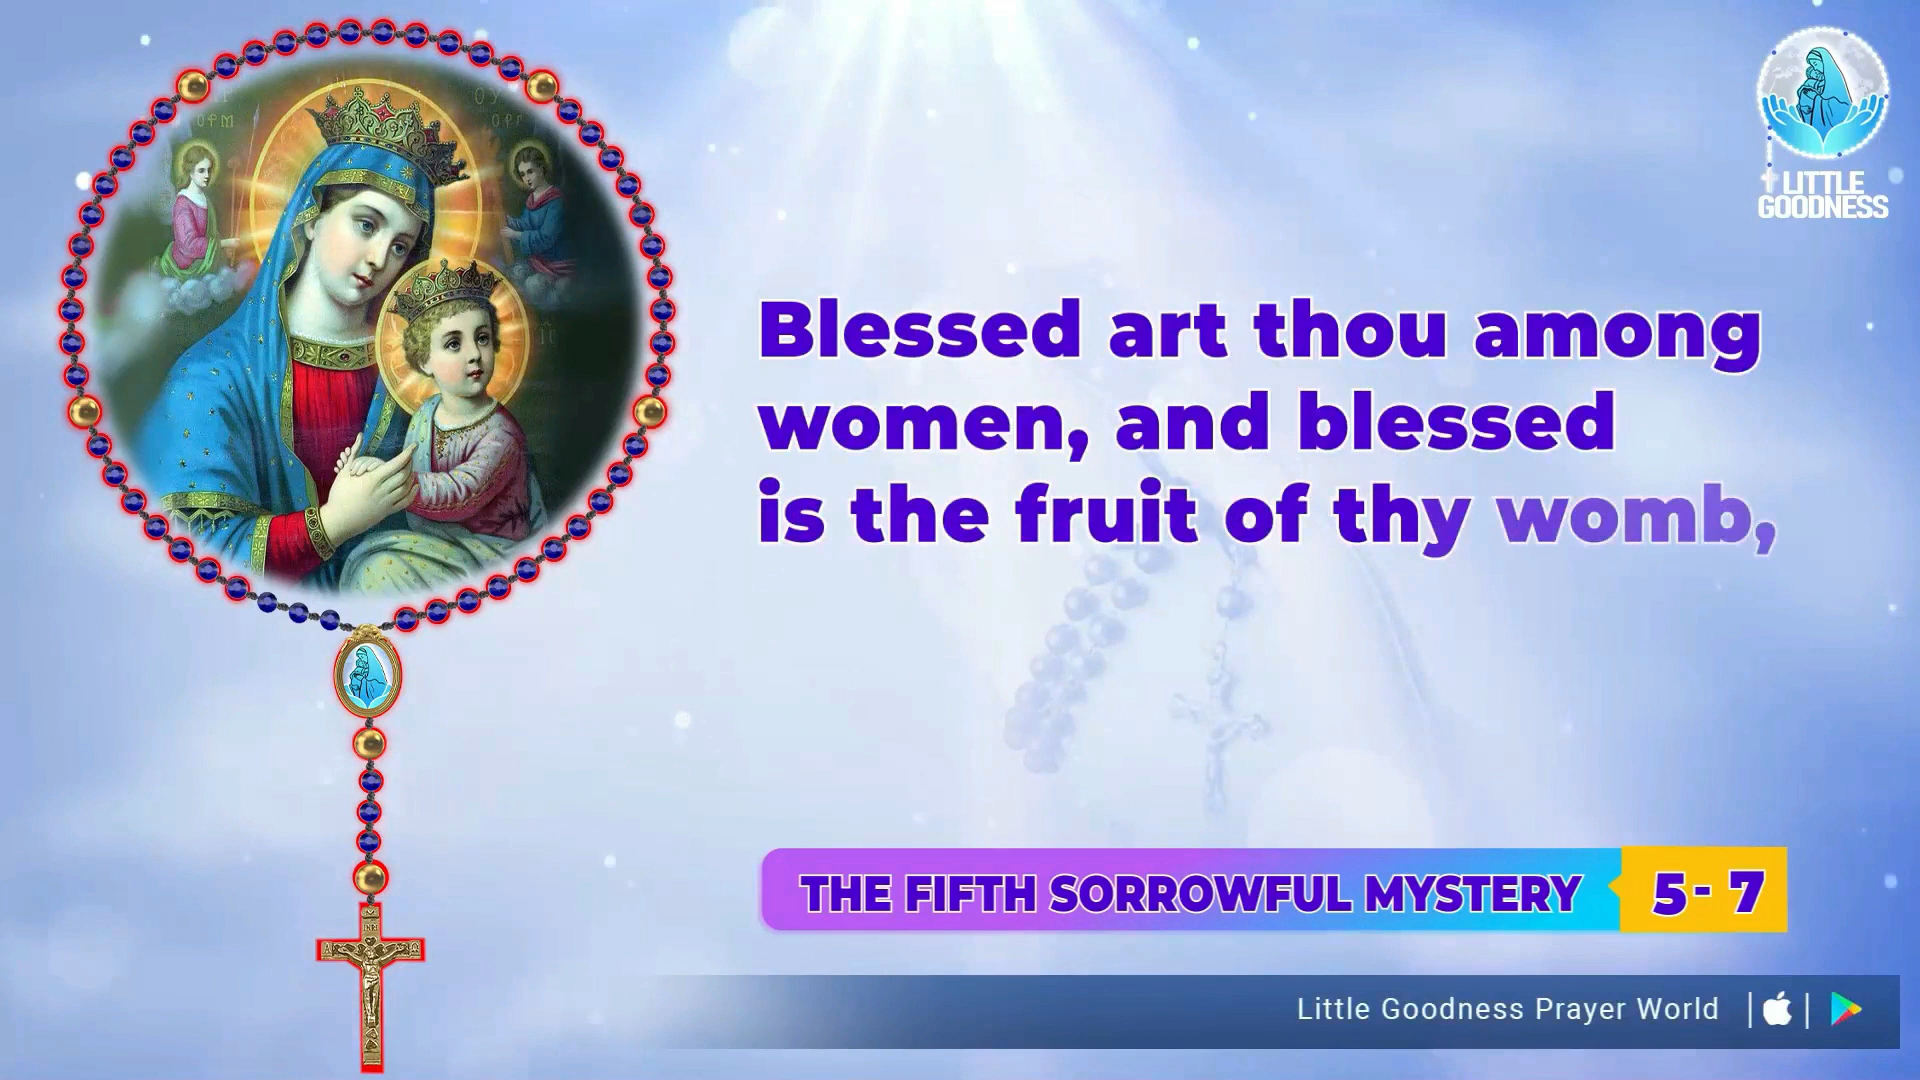 LITTLE
GOODNESS
Blessed art thou among
women, and blessed
is the fruit of thy womb,
THE FIFTH SORROWFUL MYSTERY 5- 7
Little Goodness Prayer World
INRI